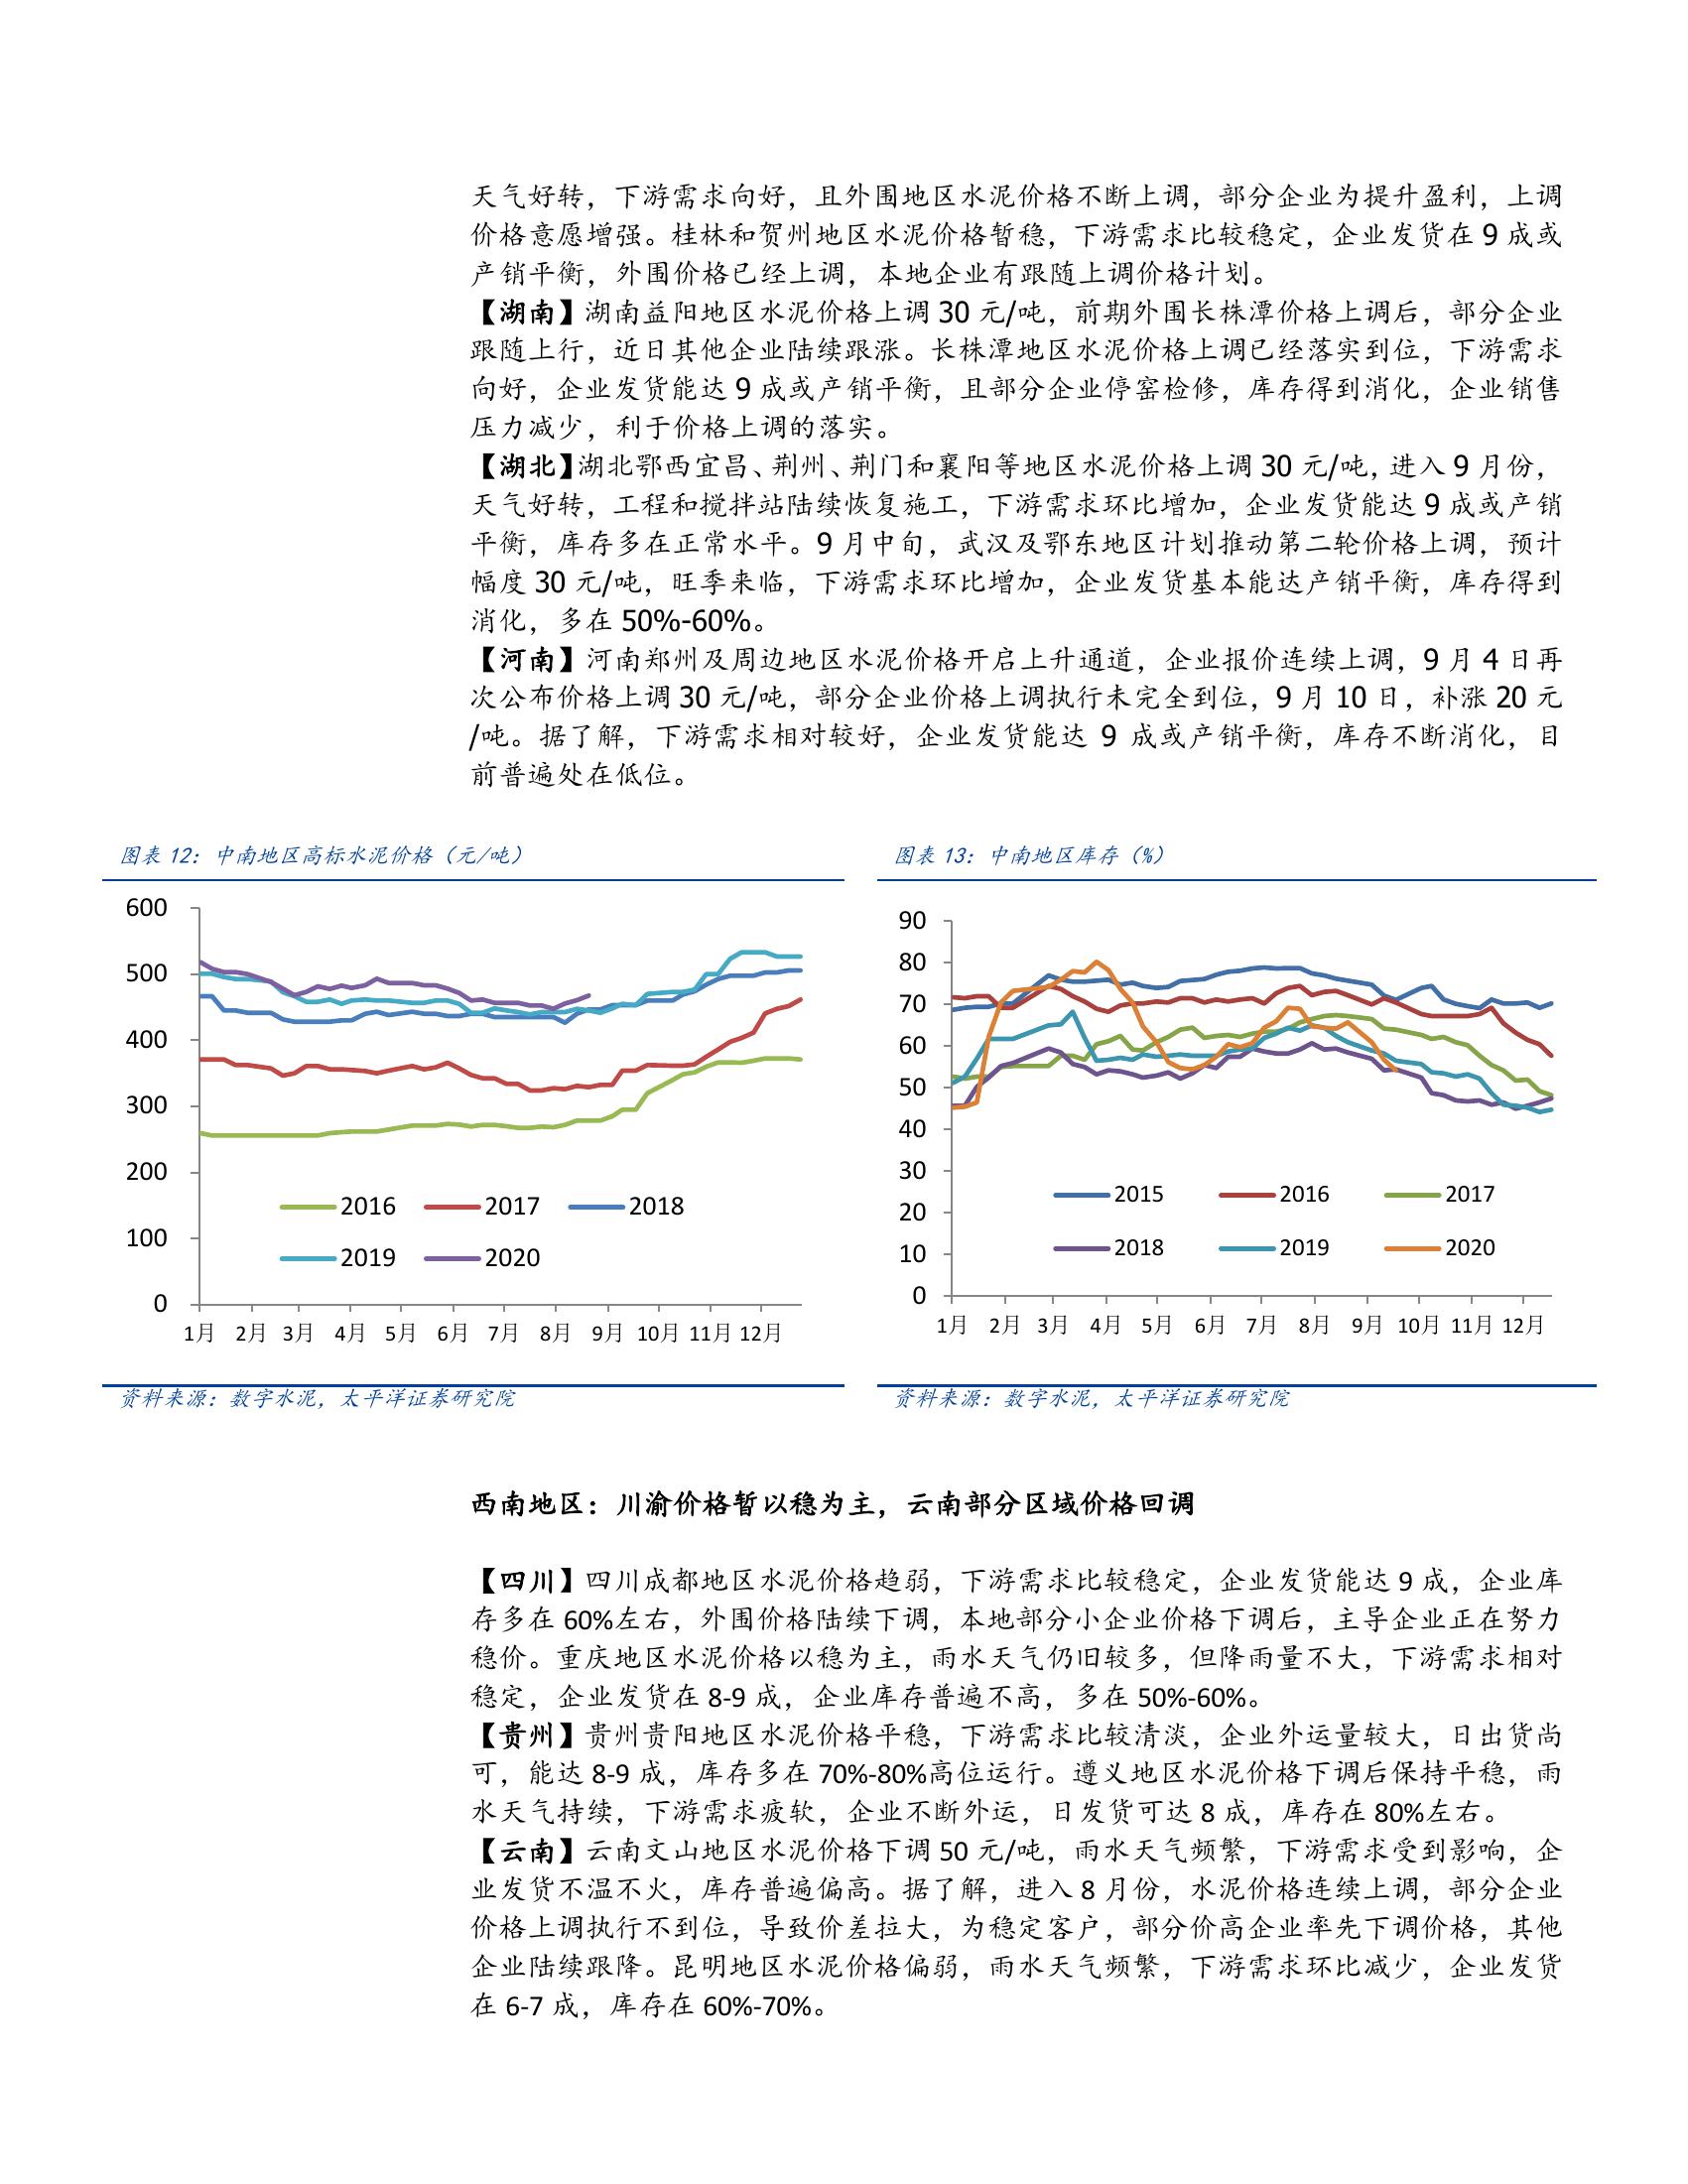 天气好转，下游需求向好，且外围地区水泥价格不断上调，部分企业为提升盈利，上调
价格意愿增强。桂林和贺州地区水泥价格暂稳，下游需求比较稳定，企业发货在 9 成或
产销平衡，外围价格已经上调，本地企业有跟随上调价格计划。
【湖南】湖南益阳地区水泥价格上调 30 元/吨，前期外围长株潭价格上调后，部分企业
跟随上行，近日其他企业陆续跟涨。长株潭地区水泥价格上调已经落实到位，下游需求
向好，企业发货能达 9 成或产销平衡，且部分企业停窑检修，库存得到消化，企业销售
压力减少，利于价格上调的落实。
【湖北】湖北鄂西宜昌、荆州、荆门和襄阳等地区水泥价格上调 30 元/吨，进入 9 月份，
天气好转，工程和搅拌站陆续恢复施工，下游需求环比增加，企业发货能达 9 成或产销
平衡，库存多在正常水平。9 月中旬，武汉及鄂东地区计划推动第二轮价格上调，预计
幅度 30 元/吨，旺季来临，下游需求环比增加，企业发货基本能达产销平衡，库存得到
消化，多在 50%-60%。
【河南】河南郑州及周边地区水泥价格开启上升通道，企业报价连续上调，9 月 4 日再
次公布价格上调 30 元/吨，部分企业价格上调执行未完全到位，9 月 10 日，补涨 20 元
/吨。据了解，下游需求相对较好，企业发货能达 9 成或产销平衡，库存不断消化，目
前普遍处在低位。
图表 12：中南地区高标水泥价格（元/吨）
600
500
400
300
200
100
0
1月 2月 3月 4月 5月 6月 7月 8月 9月 10月 11月 12月
2016 2017 2018
2019 2020
资料来源：数字水泥，太平洋证券研究院
图表 13：中南地区库存（%）
90
80
70
60
50
40
30
20
10
0
1月 2月 3月 4月 5月 6月 7月 8月 9月 10月 11月 12月
2015 2016 2017
2018 2019 2020
资料来源：数字水泥，太平洋证券研究院
西南地区：川渝价格暂以稳为主，云南部分区域价格回调
【四川】四川成都地区水泥价格趋弱，下游需求比较稳定，企业发货能达 9 成，企业库
存多在 60%左右，外围价格陆续下调，本地部分小企业价格下调后，主导企业正在努力
稳价。重庆地区水泥价格以稳为主，雨水天气仍旧较多，但降雨量不大，下游需求相对
稳定，企业发货在 8-9 成，企业库存普遍不高，多在 50%-60%。
【贵州】贵州贵阳地区水泥价格平稳，下游需求比较清淡，企业外运量较大，日出货尚
可，能达 8-9 成，库存多在 70%-80%高位运行。遵义地区水泥价格下调后保持平稳，雨
水天气持续，下游需求疲软，企业不断外运，日发货可达 8 成，库存在 80%左右。
【云南】云南文山地区水泥价格下调 50 元/吨，雨水天气频繁，下游需求受到影响，企
业发货不温不火，库存普遍偏高。据了解，进入 8 月份，水泥价格连续上调，部分企业
价格上调执行不到位，导致价差拉大，为稳定客户，部分价高企业率先下调价格，其他
企业陆续跟降。昆明地区水泥价格偏弱，雨水天气频繁，下游需求环比减少，企业发货
在 6-7 成，库存在 60%-70%。